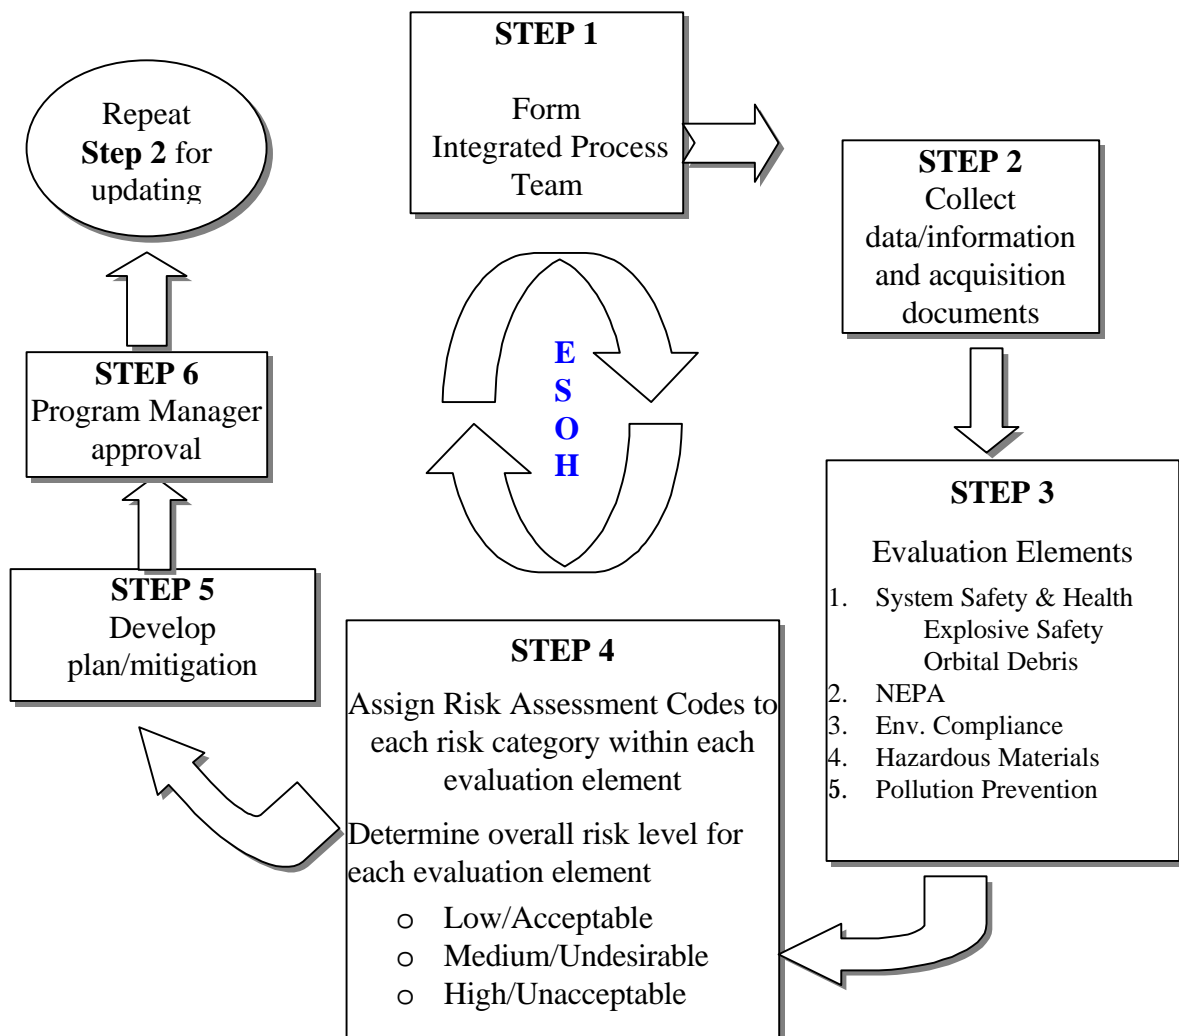 STEP 1
Form
Integrated Process
Team
STEP 2
Collect
data/information
and acquisition
documents
STEP 3
Evaluation Elements
1. System Safety & Health
Explosive Safety
Orbital Debris
2. NEPA
3. Env. Compliance
4. Hazardous Materials
5. Pollution Prevention
STEP 4
Assign Risk Assessment Codes to
each risk category within each
evaluation element
Determine overall risk level for
each evaluation element
o Low/Acceptable
o Medium/Undesirable
o High/Unacceptable
STEP 5
Develop
plan/mitigation
STEP 6
Program Manager
approval
Repeat
Step 2 for
updating
E
S
O
H